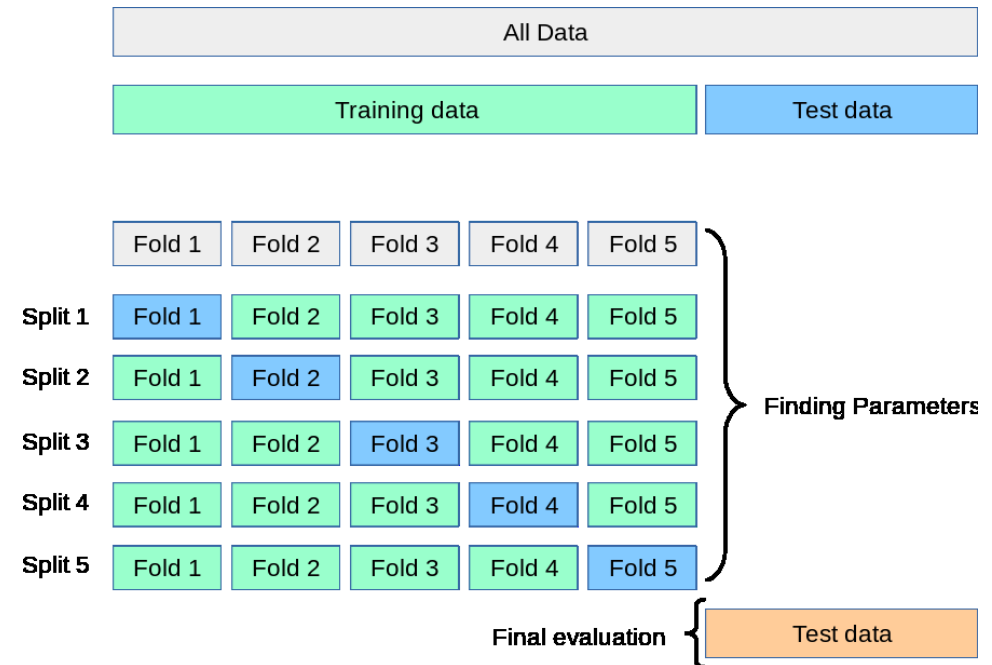 All Data
Training data Test data
Fold 1 Fold 2 Fold 3 Fold 4 Fold 5
Split 1 Fold 1 Fold 2 Fold 3 Fold 4 Fold 5
Split 2 Fold 1 Fold 2 Fold 3 Fold 4 Fold 5
Finding Parameters
Split 3 Fold 1 Fold 2 Fold 3 Fold 4 Fold 5
Split 4 Fold 1 Fold 2 Fold 3 Fold 4 Fold 5
Split 5 Fold 1 Fold 2 Fold 3 Fold 4 Fold 5
Final evaluation Test data